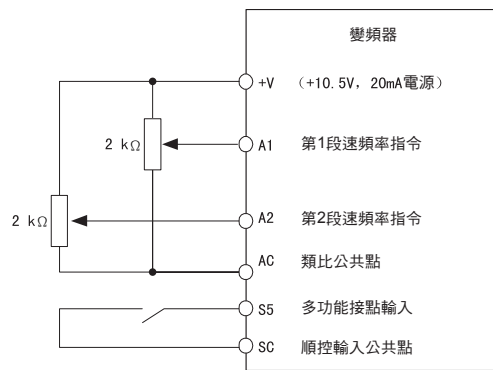 變頻器
+V （+10.5V，20mA電源）
2 kΩ
A1 第1段速頻率指令
2 kΩ
A2 第2段速頻率指令
AC 類比公共點
S5 多功能接點輸入
SC 順控輸入公共點